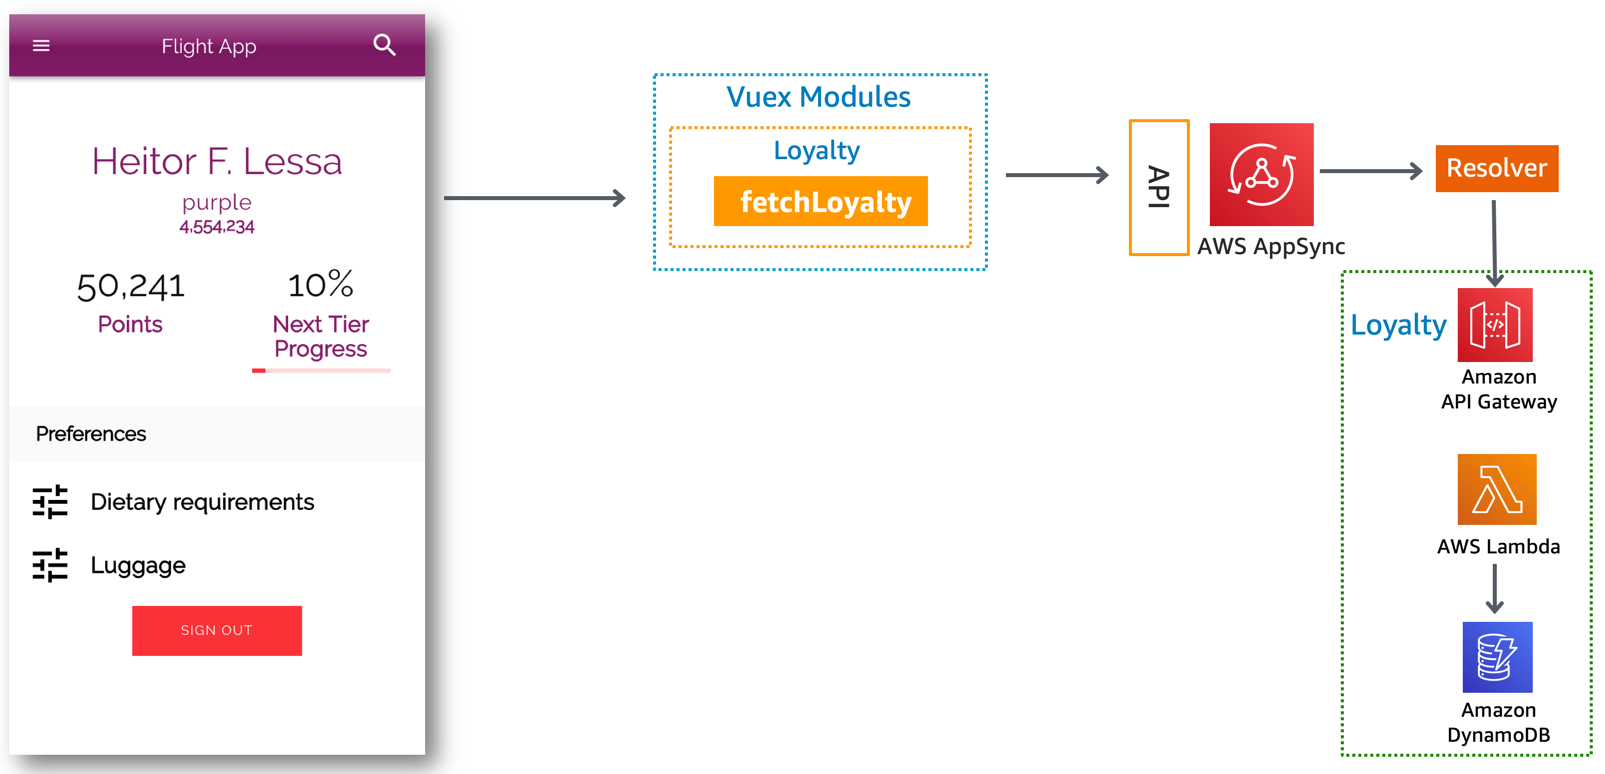 Flight App
Heitor F. Lessa
purple
4,554,234
50,241
Points
10%
Next Tier
Progress
Preferences
Dietary requirements
Luggage
SIGN OUT
Vuex Modules
Loyalty
fetchLoyalty
API
AWS AppSync
Resolver
Loyalty
</>
Amazon
API Gateway
AWS Lambda
Amazon
DynamoDB